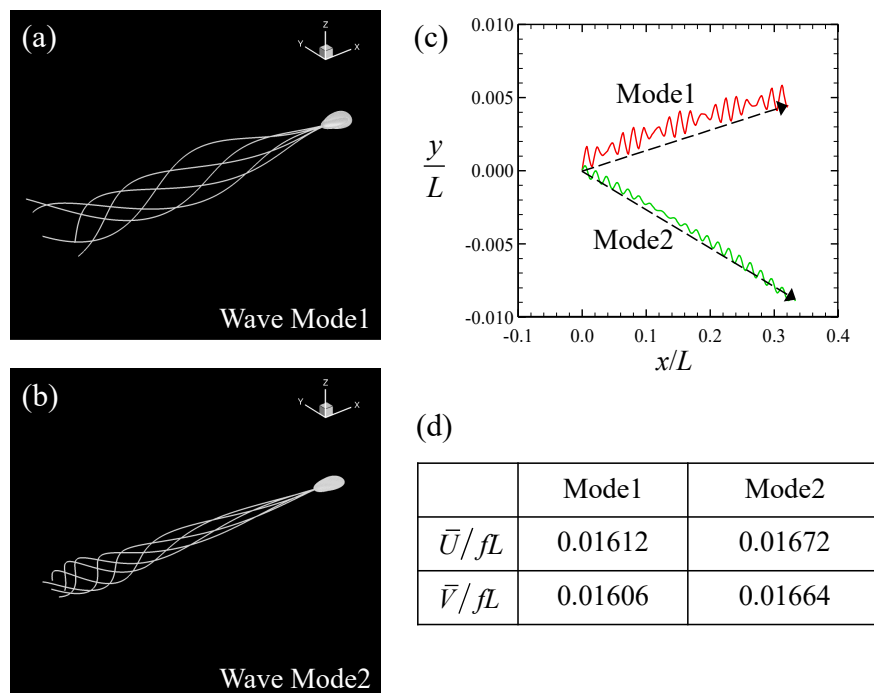 (a)
Z
Y
X
Wave Mode1
(b)
Z
Y
X
Wave Mode2
(c)
0.010
0.005
0.000
-0.005
-0.010
y
L
Mode1
Mode2
-0.1 0.0 0.1 0.2 0.3 0.4
x/L
(d)
Mode1 Mode2
U̅/fL 0.01612 0.01672
V̅/fL 0.01606 0.01664